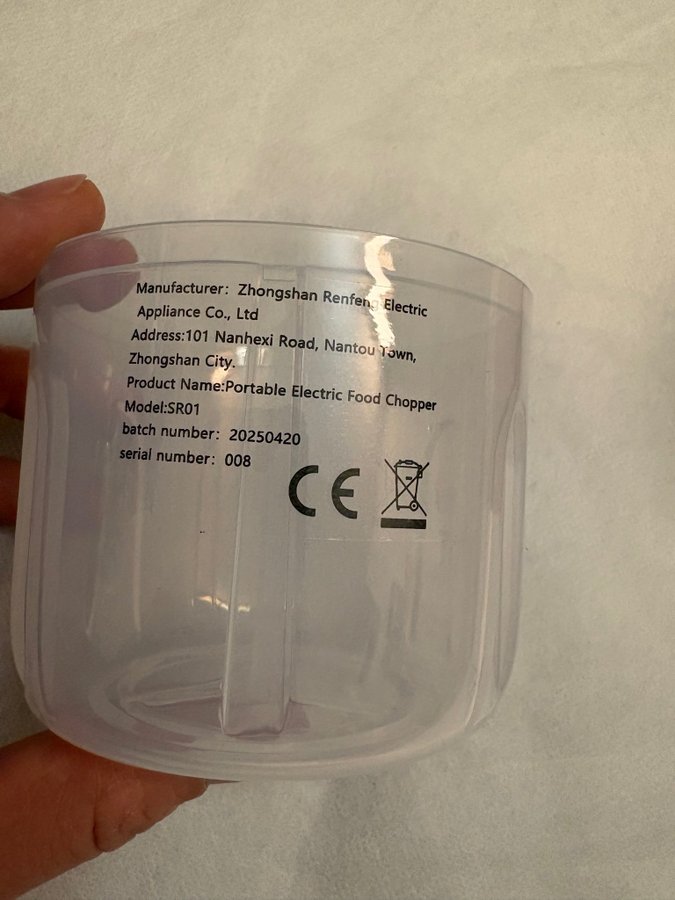 Manufacturer: Zhongshan Renfeng Electric
Appliance Co., Ltd
Address:101 Nanhexi Road, Nantou Town,
Zhongshan City.
Product Name:Portable Electric Food Chopper
Model:SR01
batch number: 20250420
serial number: 008
CE